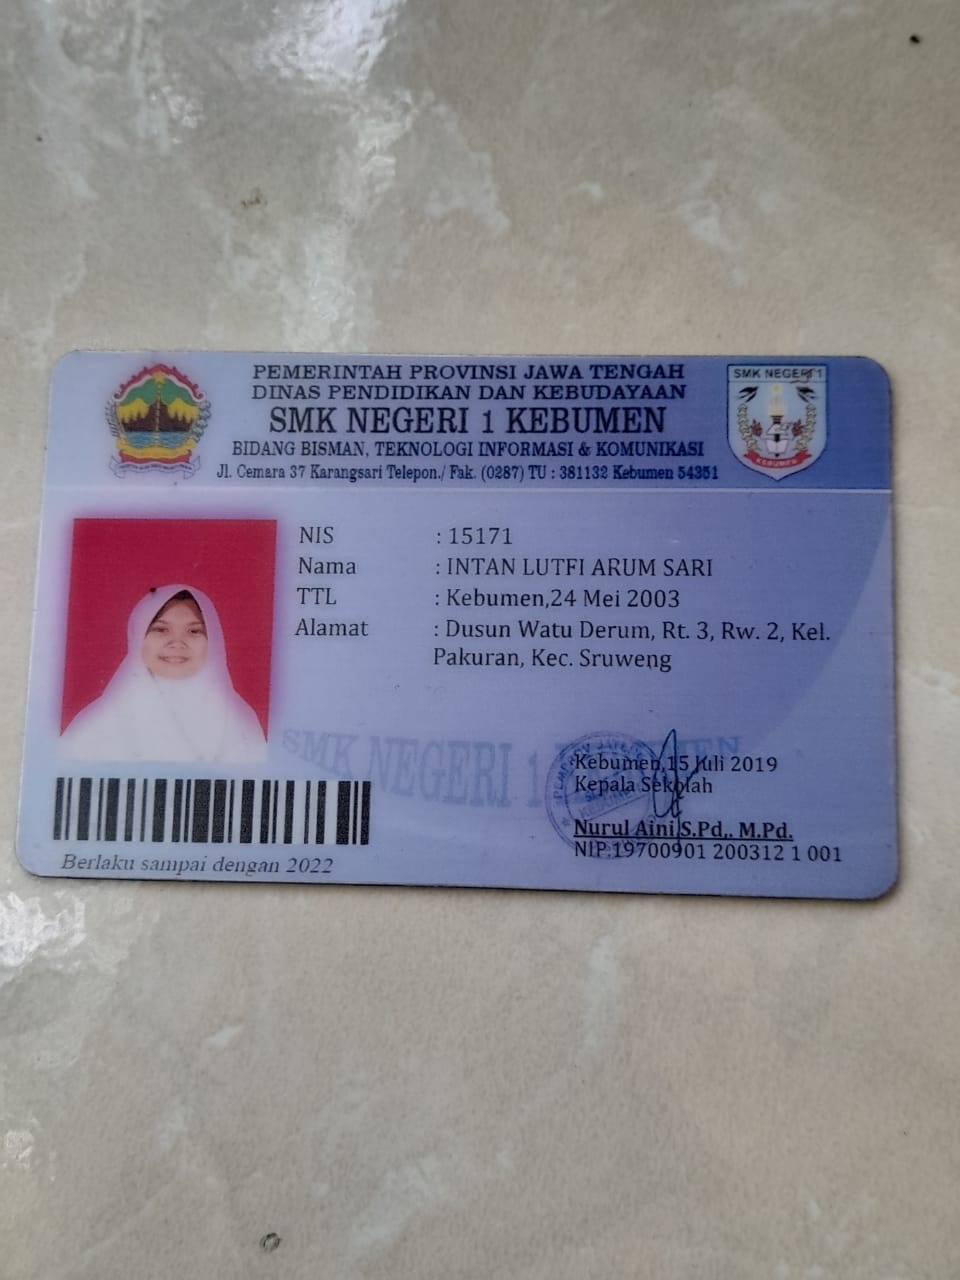 PEMERINTAH PROVINSI JAWA TENGAH
DINAS PENDIDIKAN DAN KEBUDAYAAN
SMK NEGERI 1 KEBUMEN
BIDANG BISMAN, TEKNOLOGI INFORMASI & KOMUNIKASI
Jl. Cemara 37 Karangsari Telepon./ Fak. (0287) TU : 381132 Kebumen 54351
SMK NEGERI 1
KEBUMEN
NIS : 15171
Nama : INTAN LUTFI ARUM SARI
TTL : Kebumen,24 Mei 2003
Alamat : Dusun Watu Derum, Rt. 3, Rw. 2, Kel.
Pakuran, Kec. Sruweng
SMK NEGERI 1 KEBUMEN
Kebumen,15 Juli 2019
Kepala Sekolah
Nurul Aini S.Pd,. M.Pd.
NIP.19700901 200312 1 001
Berlaku sampai dengan 2022